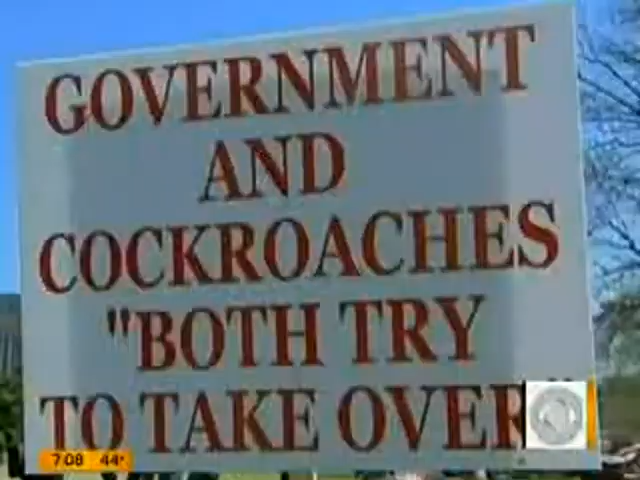 GOVERNMENT
AND
COCKROACHES
"BOTH TRY
TO TAKE OVER"
7:08 44°